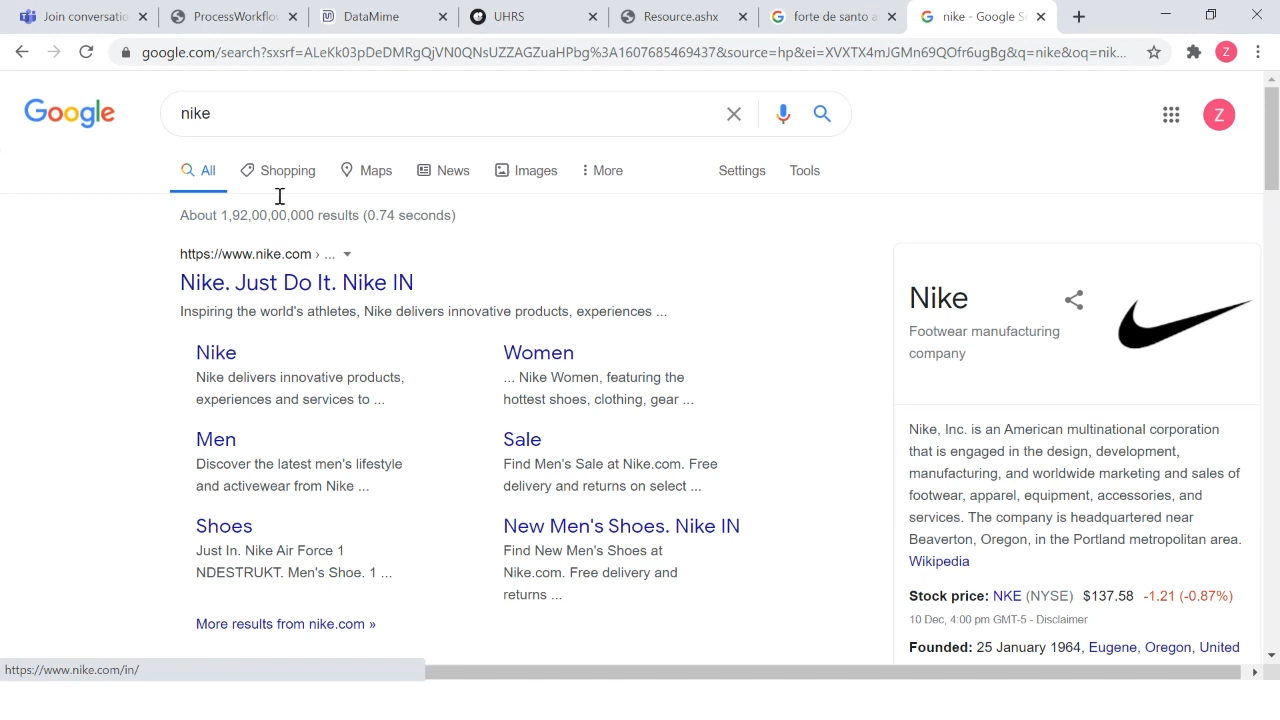 Join conversati
ProcessWorkflo
DataMime
UHRS
Resource.ashx
forte de santo a
nike - Google S
google.com/search?sxsrf=ALeKk03pDeDMRgQjVN0QNsUZZAGZuaHPbg%3A1607685469437&source=hp&ei=XVXTX4mJGMn69QOfr6ugBg&q=nike&oq=nik...
Z
Google
nike
Z
All
Shopping
Maps
News
Images
More
Settings
Tools
About 1,92,00,00,000 results (0.74 seconds)
https://www.nike.com › ...
Nike. Just Do It. Nike IN
Inspiring the world's athletes, Nike delivers innovative products, experiences ...
Nike
Nike delivers innovative products,
experiences and services to ...
Women
... Nike Women, featuring the
hottest shoes, clothing, gear ...
Men
Discover the latest men's lifestyle
and activewear from Nike ...
Sale
Find Men's Sale at Nike.com. Free
delivery and returns on select ...
Shoes
Just In. Nike Air Force 1
NDESTRUKT. Men's Shoe. 1 ...
New Men's Shoes. Nike IN
Find New Men's Shoes at
Nike.com. Free delivery and
returns ...
More results from nike.com »
Nike
Footwear manufacturing
company
Nike, Inc. is an American multinational corporation
that is engaged in the design, development,
manufacturing, and worldwide marketing and sales of
footwear, apparel, equipment, accessories, and
services. The company is headquartered near
Beaverton, Oregon, in the Portland metropolitan area.
Wikipedia
Stock price: NKE (NYSE) $137.58 -1.21 (-0.87%)
10 Dec, 4:00 pm GMT-5 - Disclaimer
Founded: 25 January 1964, Eugene, Oregon, United
https://www.nike.com/in/